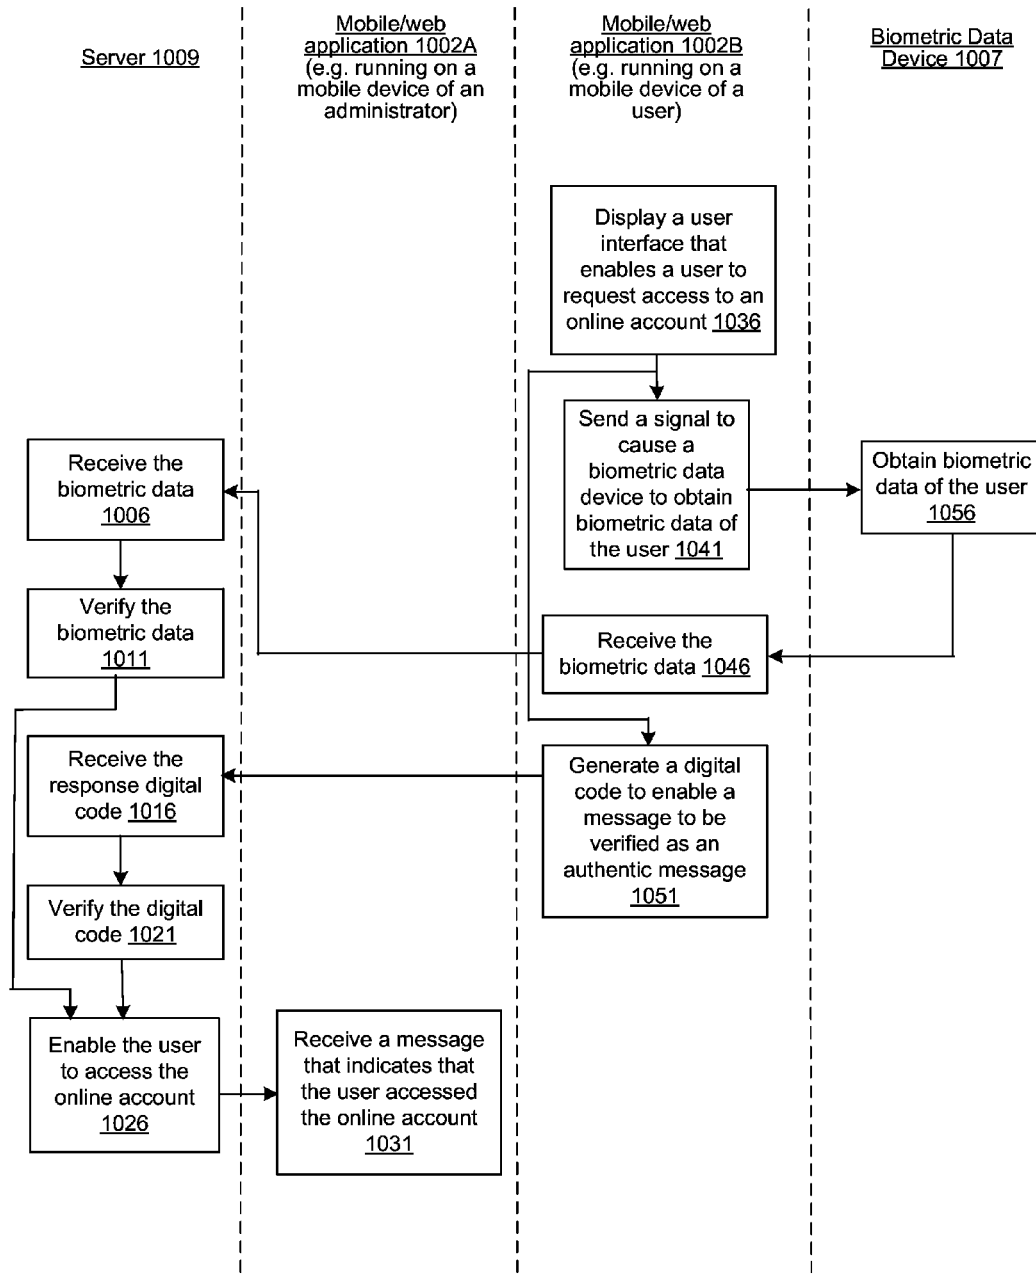 Server 1009
Mobile/web
application 1002A
(e.g. running on a
mobile device of an
administrator)
Mobile/web
application 1002B
(e.g. running on a
mobile device of a
user)
Biometric Data
Device 1007
Display a user
interface that
enables a user to
request access to an
online account 1036
Send a signal to
cause a
biometric data
device to obtain
biometric data of
the user 1041
Obtain biometric
data of the user
1056
Receive the
biometric data
1006
Verify the
biometric data
1011
Receive the
biometric data 1046
Receive the
response digital
code 1016
Generate a digital
code to enable a
message to be
verified as an
authentic message
1051
Verify the digital
code 1021
Enable the user
to access the
online account
1026
Receive a message
that indicates that
the user accessed
the online account
1031